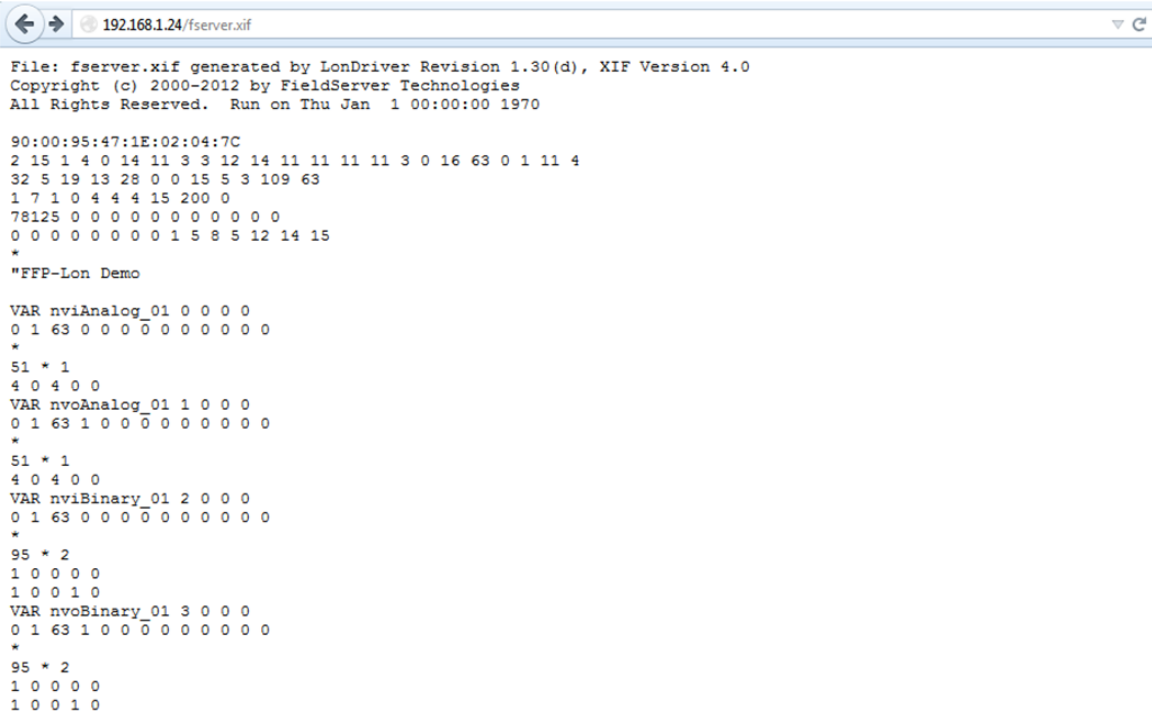 192.168.1.24/fserver.xif
File: fserver.xif generated by LonDriver Revision 1.30(d), XIF Version 4.0
Copyright (c) 2000-2012 by FieldServer Technologies
All Rights Reserved.  Run on Thu Jan  1 00:00:00 1970
90:00:95:47:1E:02:04:7C
2 15 1 4 0 14 11 3 3 12 14 11 11 11 11 3 0 16 63 0 1 11 4
32 5 19 13 28 0 0 15 5 3 109 63
1 7 1 0 4 4 4 15 200 0
78125 0 0 0 0 0 0 0 0 0 0 0
0 0 0 0 0 0 0 0 1 5 8 5 12 14 15
*
"FFP-Lon Demo
VAR nviAnalog_01 0 0 0 0
0 1 63 0 0 0 0 0 0 0 0 0 0
*
51 * 1
4 0 4 0 0
VAR nvoAnalog_01 1 0 0 0
0 1 63 1 0 0 0 0 0 0 0 0 0
*
51 * 1
4 0 4 0 0
VAR nviBinary_01 2 0 0 0
0 1 63 0 0 0 0 0 0 0 0 0 0
*
95 * 2
1 0 0 0 0
1 0 0 1 0
VAR nvoBinary_01 3 0 0 0
0 1 63 1 0 0 0 0 0 0 0 0 0
*
95 * 2
1 0 0 0 0
1 0 0 1 0